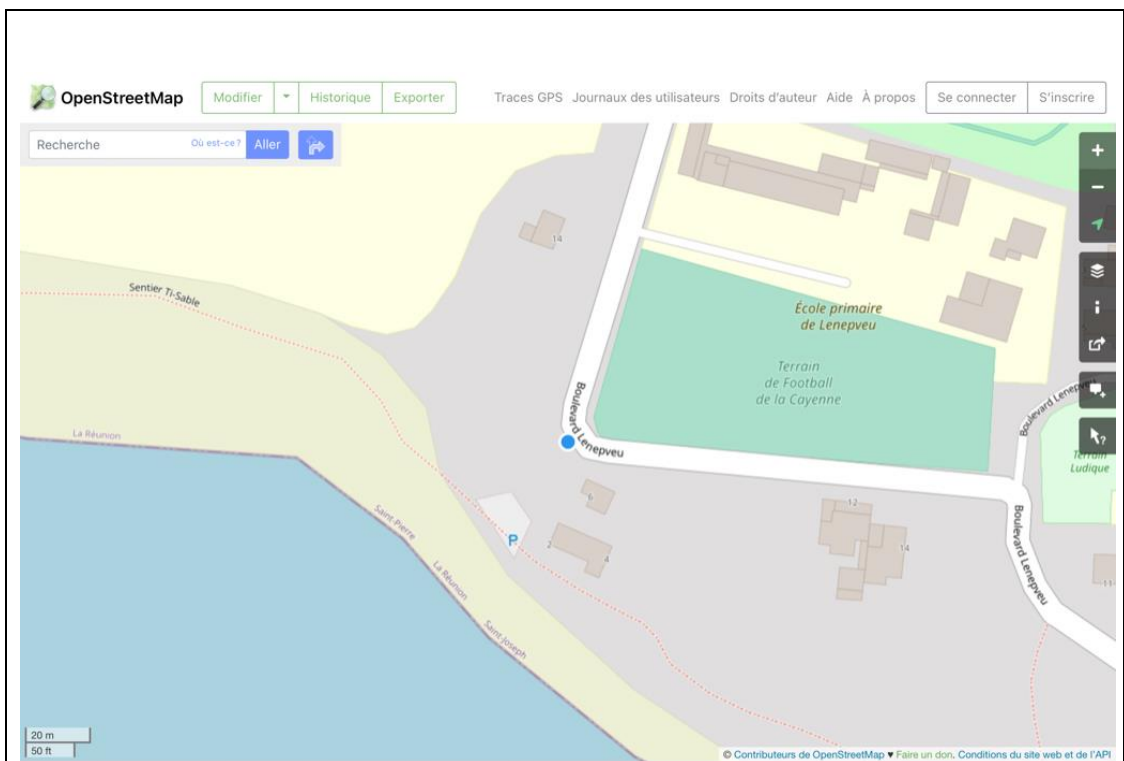 OpenStreetMap
Modifier
Historique
Exporter
Traces GPS
Journaux des utilisateurs
Droits d'auteur
Aide
À propos
Se connecter
S'inscrire
Recherche
Où est-ce ?
Aller
14
Sentier Ti-Sable
École primaire
de Lenepveu
Terrain
de Football
de la Cayenne
Boulevard Lenepveu
Boulevard Lenepveu
La Réunion
Terrain
Ludique
6
12
Saint-Pierre
P
2
4
14
Boulevard Lenepveu
La Réunion
11
Saint-Joseph
20 m
50 ft
© Contributeurs de OpenStreetMap ♥ Faire un don. Conditions du site web et de l'API